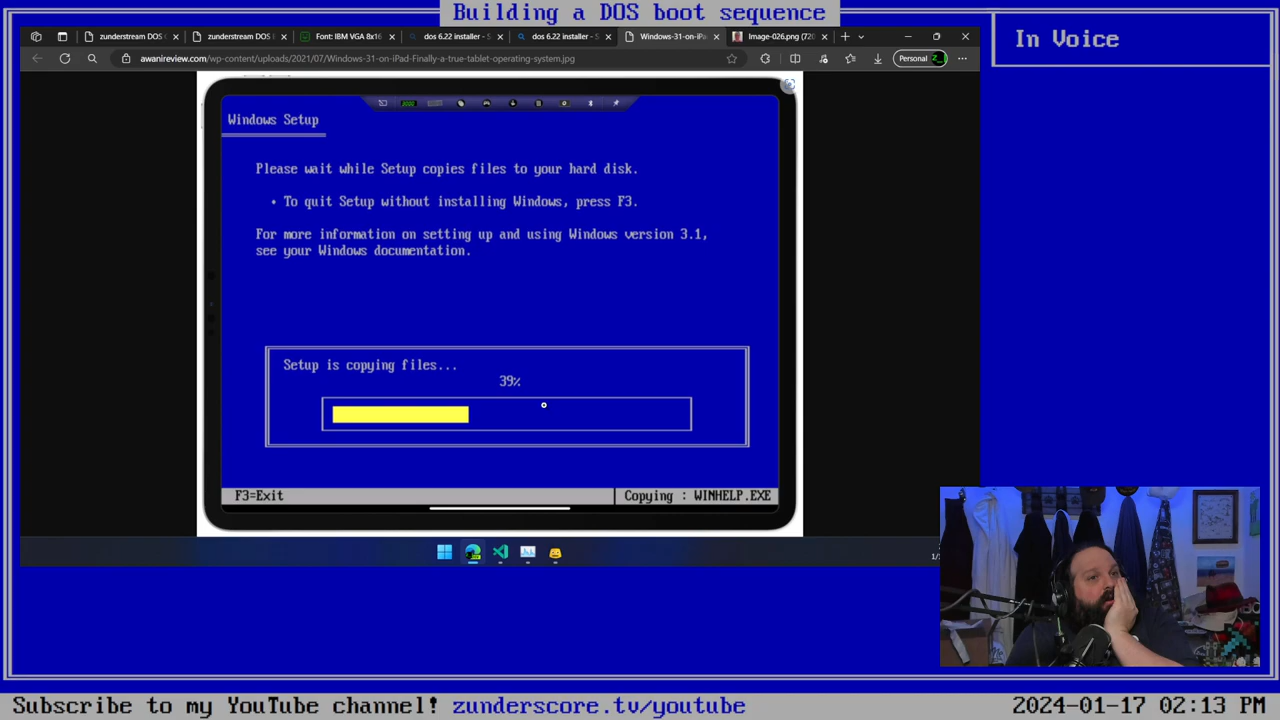 Building a DOS boot sequence
In Voice
zunderstream DOS
zunderstream DOS
Font: IBM VGA 8x16
dos 6.22 installer -
dos 6.22 installer -
Windows-31-on-iPa
Image-026.png (720
awanireview.com/wp-content/uploads/2021/07/Windows-31-on-iPad-Finally-a-true-tablet-operating-system.jpg
Personal
Windows Setup
Please wait while Setup copies files to your hard disk.
• To quit Setup without installing Windows, press F3.
For more information on setting up and using Windows version 3.1,
see your Windows documentation.
Setup is copying files...
39%
F3=Exit
Copying : WINHELP.EXE
Subscribe to my YouTube channel! zunderscore.tv/youtube
2024-01-17 02:13 PM